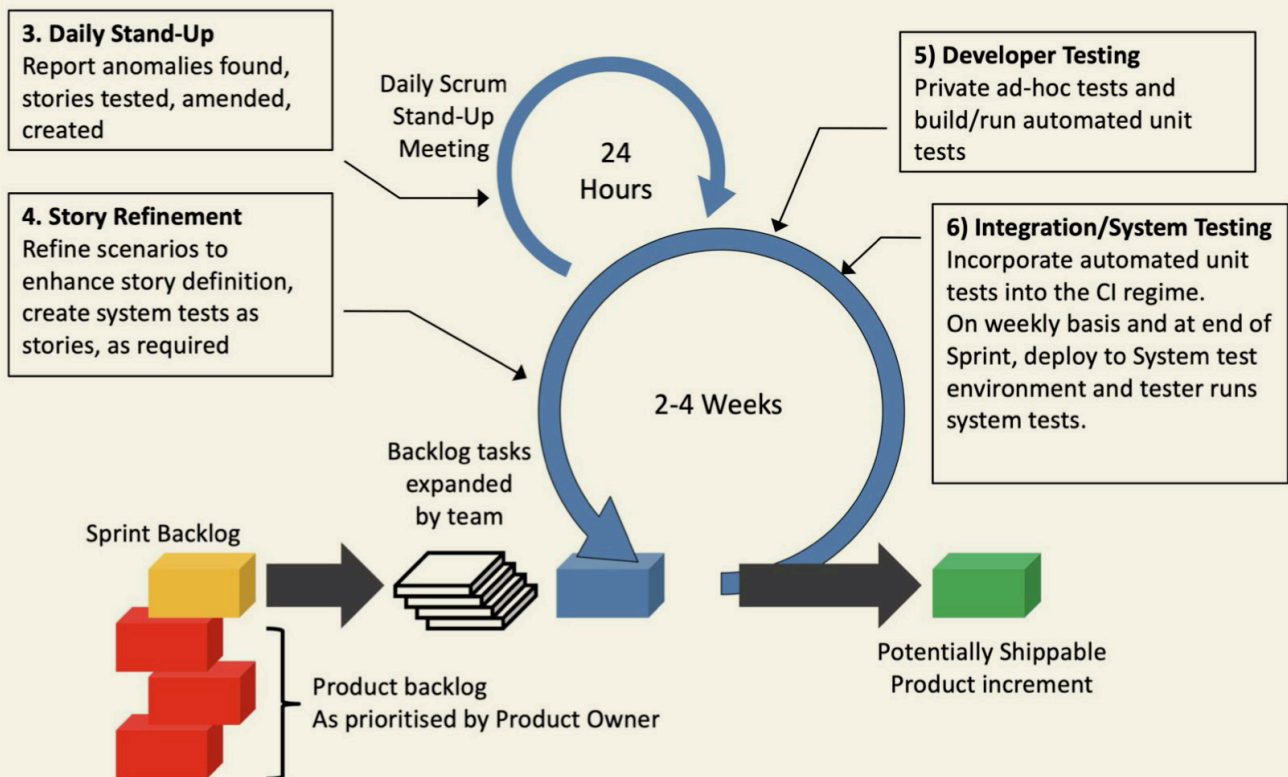 3. Daily Stand-Up
Report anomalies found,
stories tested, amended,
created
4. Story Refinement
Refine scenarios to
enhance story definition,
create system tests as
stories, as required
Daily Scrum
Stand-Up
Meeting
24
Hours
5) Developer Testing
Private ad-hoc tests and
build/run automated unit
tests
6) Integration/System Testing
Incorporate automated unit
tests into the CI regime.
On weekly basis and at end of
Sprint, deploy to System test
environment and tester runs
system tests.
2-4 Weeks
Backlog tasks
expanded
by team
Sprint Backlog
Product backlog
As prioritised by Product Owner
Potentially Shippable
Product increment